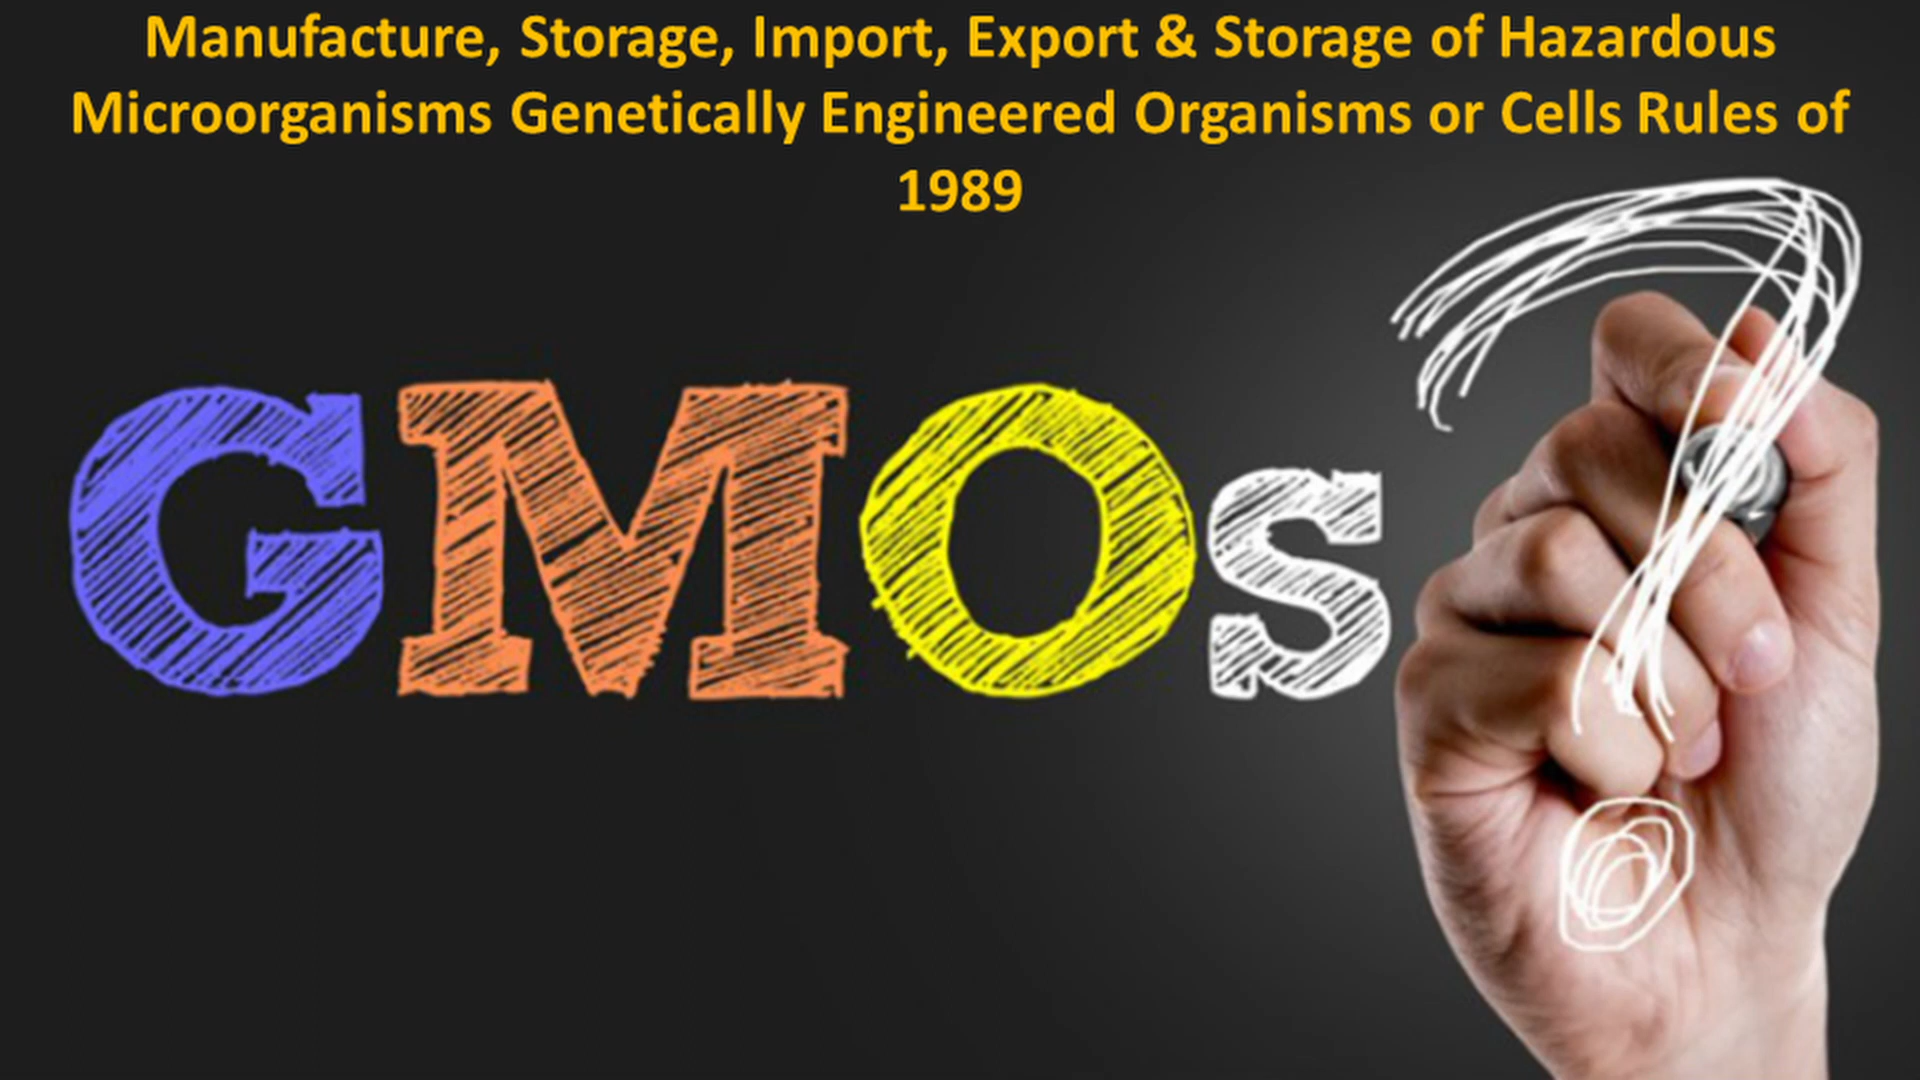 Manufacture, Storage, Import, Export & Storage of Hazardous
Microorganisms Genetically Engineered Organisms or Cells Rules of
1989
GMOs?